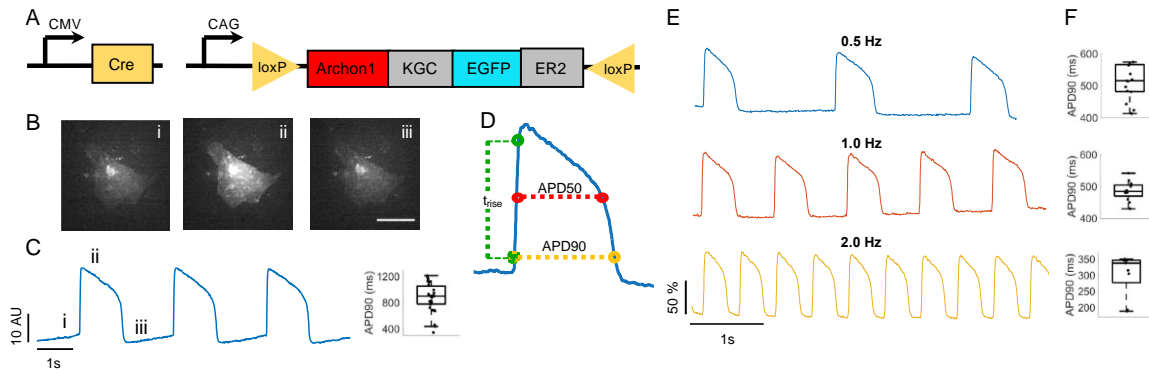 A
CMV
Cre
CAG
loxP
Archon1
KGC
EGFP
ER2
loxP
B
i
ii
iii
C
ii
i
iii
10 AU
1s
APD90 (ms)
1200
800
400
D
t_rise
APD50
APD90
E
0.5 Hz
1.0 Hz
2.0 Hz
50 %
1s
F
APD90 (ms)
600
500
400
APD90 (ms)
600
500
400
APD90 (ms)
350
300
250
200